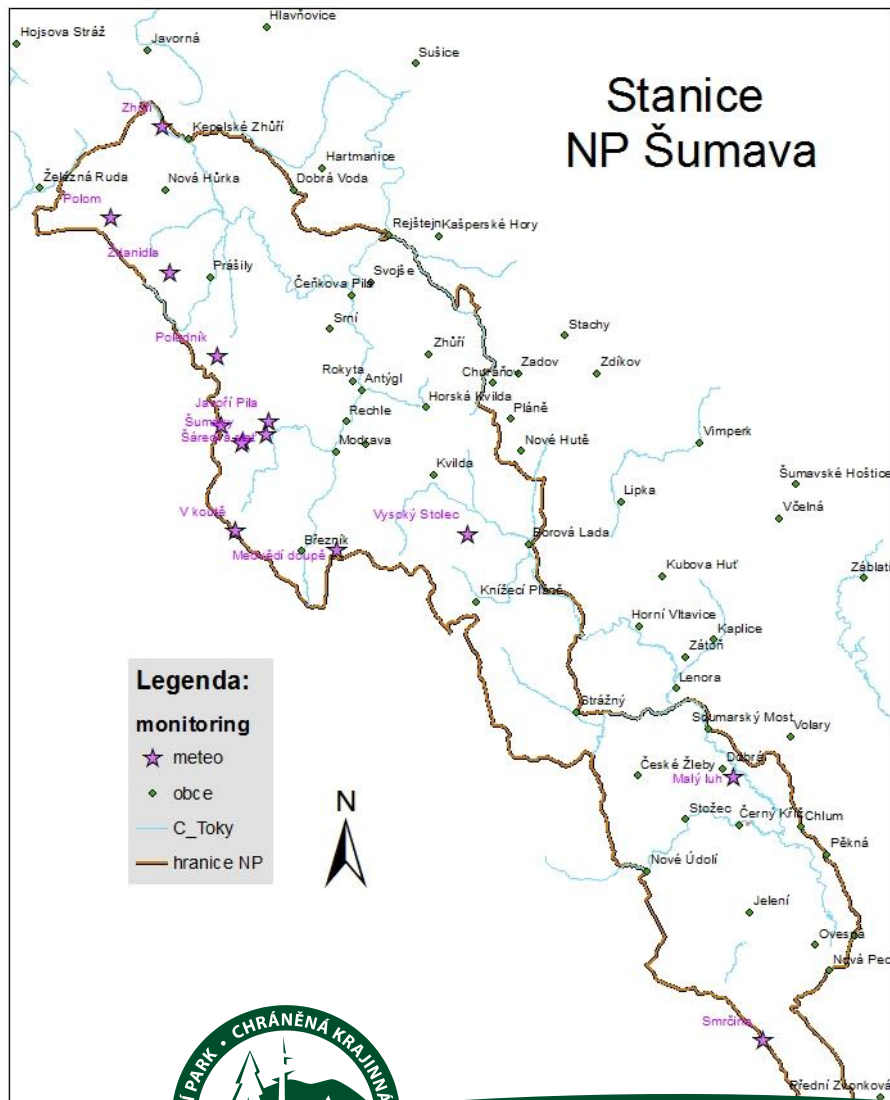 Stanice
NP Šumava
Hlavňovice
Hojsova Stráž
Javorná
Sušice
Kepelské Zhůří
Hartmanice
Železná Ruda
Nová Hůrka
Dobrá Voda
Polom
Rejštejn
Kašperské Hory
Prášily
Svojše
Čeňkova Pila
Srní
Stachy
Poledník
Zhůří
Churáňov
Zadov
Zdíkov
Rokyta
Antýgl
Javoří Pila
Horská Kvilda
Rechle
Pláně
Modrava
Nové Hutě
Vimperk
Kvilda
Šumavské Hoštice
Lipka
Včelná
V koutě
Vysoký Stolec
Březník
Medvědí doupě
Borová Lada
Kubova Huť
Záblatí
Knížecí Pláně
Horní Vltavice
Kaplice
Zátoň
Lenora
Legenda:
monitoring
meteo
obce
C_Toky
hranice NP
N
Strážný
Soumarský Most
Volary
České Žleby
Dobrá
Malý luh
Stožec
Černý Kříž
Chlum
Pěkná
Nové Údolí
Jelení
Ovesná
Nová Pec
Smrčina
Přední Zvonková
PARK • CHRÁNĚNÁ KRAJINNÁ